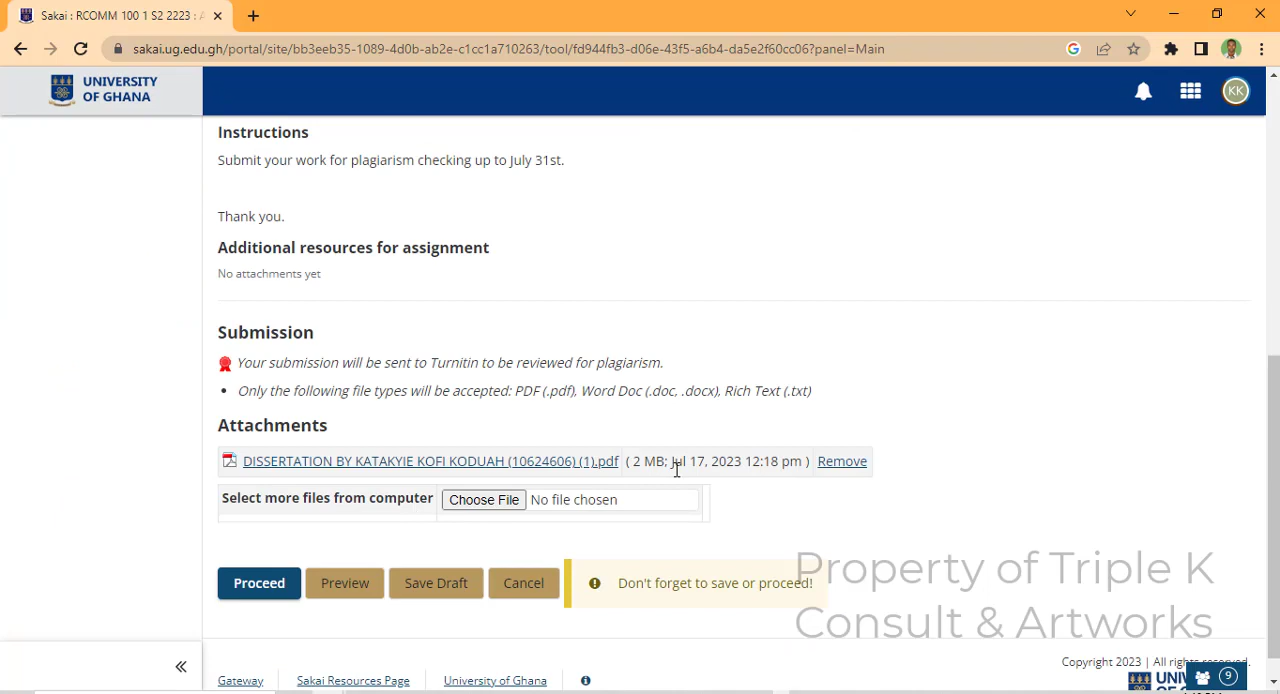 Sakai : RCOMM 100 1 S2 2223 : A
sakai.ug.edu.gh/portal/site/bb3eeb35-1089-4d0b-ab2e-c1cc1a710263/tool/fd944fb3-d06e-43f5-a6b4-da5e2f60cc06?panel=Main
UNIVERSITY
OF GHANA
KK
Instructions
Submit your work for plagiarism checking up to July 31st.
Thank you.
Additional resources for assignment
No attachments yet
Submission
Your submission will be sent to Turnitin to be reviewed for plagiarism.
• Only the following file types will be accepted: PDF (.pdf), Word Doc (.doc, .docx), Rich Text (.txt)
Attachments
DISSERTATION BY KATAKYIE KOFI KODUAH (10624606) (1).pdf ( 2 MB; Jul 17, 2023 12:18 pm ) Remove
Select more files from computer Choose File No file chosen
Proceed Preview Save Draft Cancel Don't forget to save or proceed!
Property of Triple K
Consult & Artworks
Copyright 2023 | All rights reserved.
Gateway Sakai Resources Page University of Ghana
9